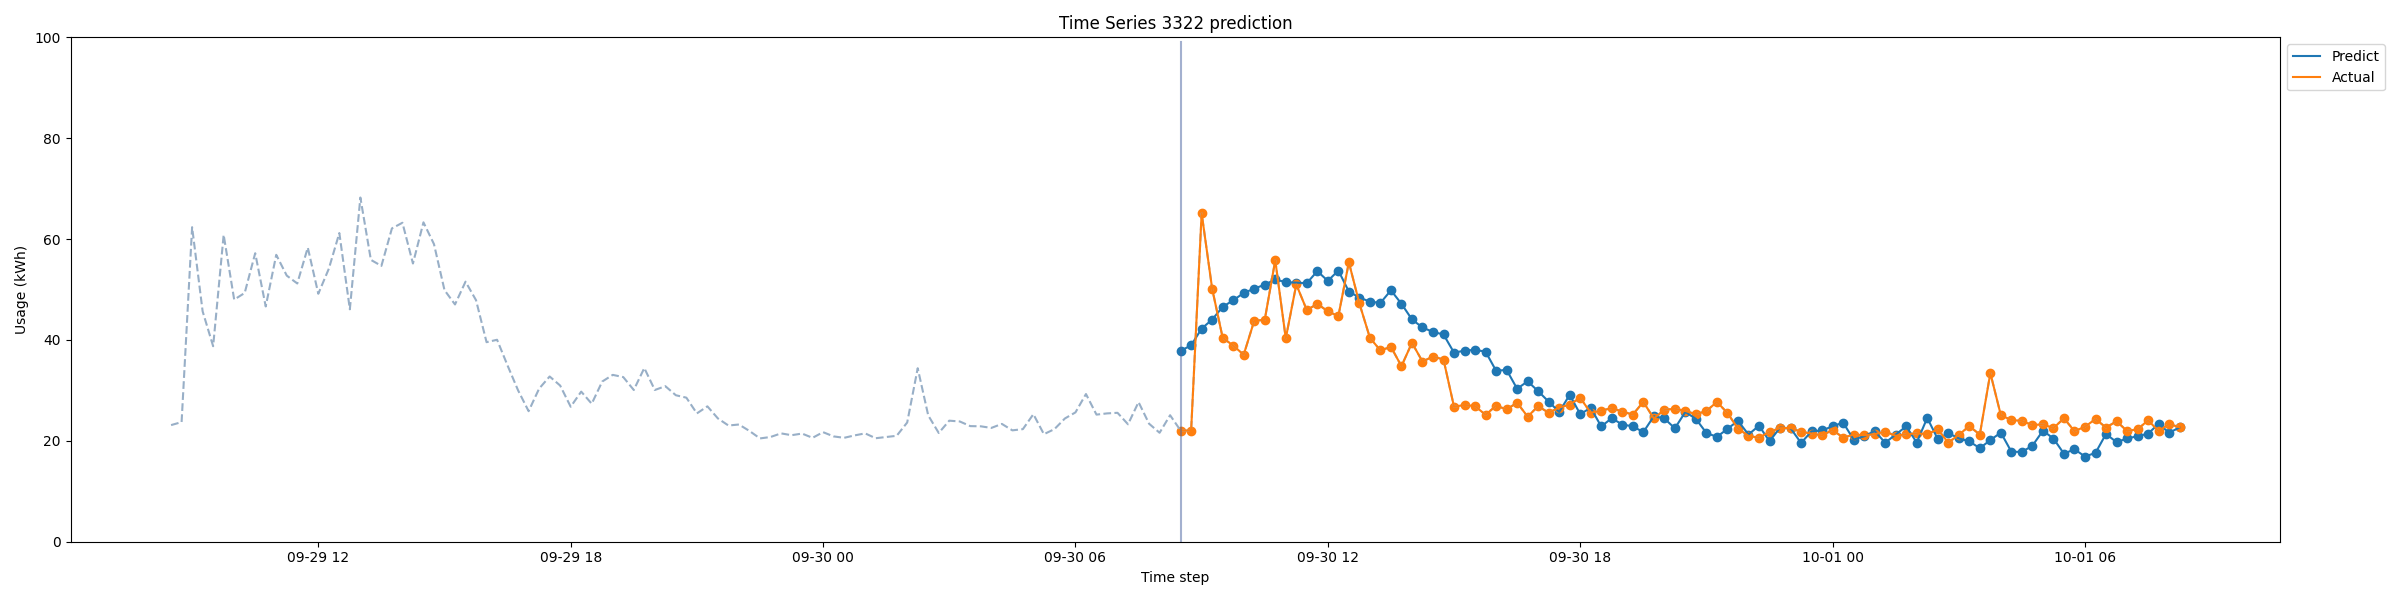 Time Series 3322 prediction
Usage (kWh)
100
80
60
40
20
0
09-29 12
09-29 18
09-30 00
09-30 06
09-30 12
09-30 18
10-01 00
10-01 06
Time step
Predict
Actual